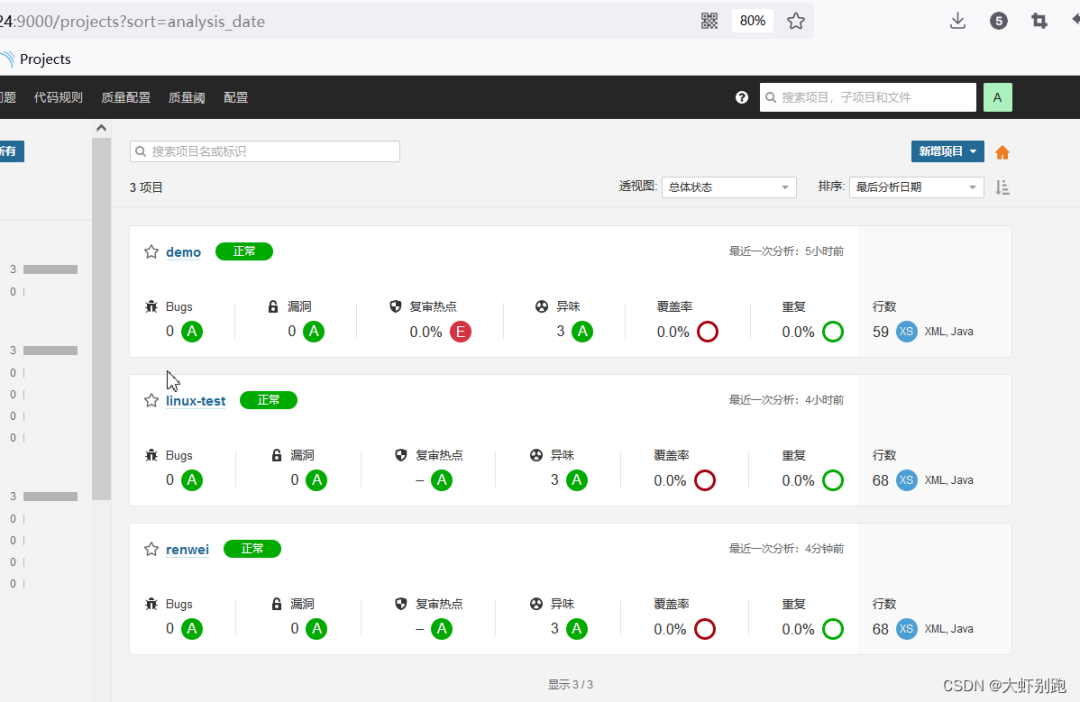 24:9000/projects?sort=analysis_date 80% 5
Projects
问题 代码规则 质量配置 质量阈 配置 ? 搜索项目，子项目和文件 A
所有 搜索项目名或标识 新增项目
3 项目 透视图: 总体状态 排序: 最后分析日期
demo 正常 最近一次分析：5小时前
3
0
Bugs 漏洞 复审热点 异味 覆盖率 重复 行数
0 A 0 A 0.0% E 3 A 0.0% 0.0% 59 XS XML, Java
3
0
0
0
0
linux-test 正常 最近一次分析：4小时前
Bugs 漏洞 复审热点 异味 覆盖率 重复 行数
0 A 0 A – A 3 A 0.0% 0.0% 68 XS XML, Java
3
0
0
0
0
renwei 正常 最近一次分析：4分钟前
Bugs 漏洞 复审热点 异味 覆盖率 重复 行数
0 A 0 A – A 3 A 0.0% 0.0% 68 XS XML, Java
显示 3 / 3
CSDN @大虾别跑